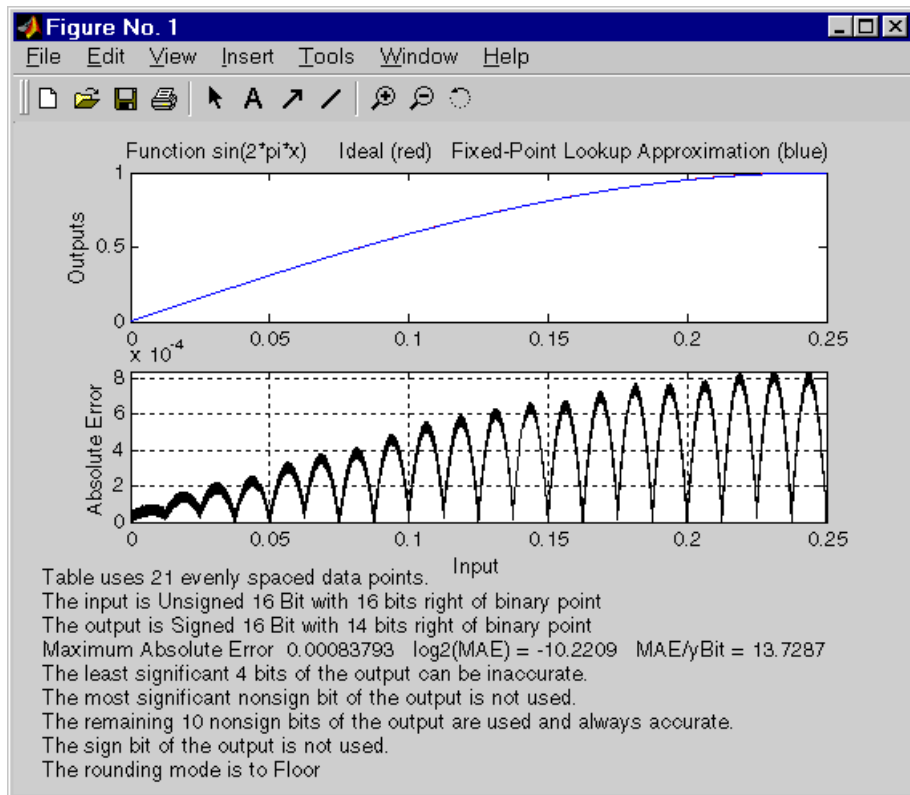 Figure No. 1
File Edit View Insert Tools Window Help
A
Function sin(2*pi*x) Ideal (red) Fixed-Point Lookup Approximation (blue)
1
0.5
0
Outputs
0 0.05 0.1 0.15 0.2 0.25
x 10^-4
8
6
4
2
0
Absolute Error
0 0.05 0.1 0.15 0.2 0.25
Input
Table uses 21 evenly spaced data points.
The input is Unsigned 16 Bit with 16 bits right of binary point
The output is Signed 16 Bit with 14 bits right of binary point
Maximum Absolute Error 0.00083793 log2(MAE) = -10.2209 MAE/yBit = 13.7287
The least significant 4 bits of the output can be inaccurate.
The most significant nonsign bit of the output is not used.
The remaining 10 nonsign bits of the output are used and always accurate.
The sign bit of the output is not used.
The rounding mode is to Floor